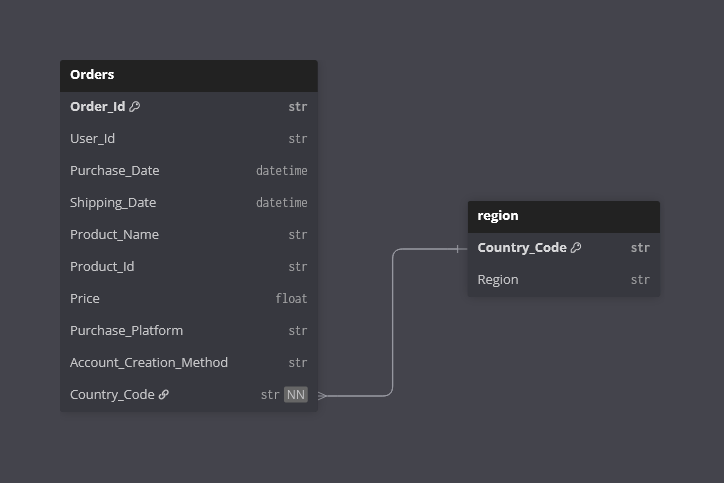 Orders
Order_Id str
User_Id str
Purchase_Date datetime
Shipping_Date datetime
Product_Name str
Product_Id str
Price float
Purchase_Platform str
Account_Creation_Method str
Country_Code str NN
region
Country_Code str
Region str